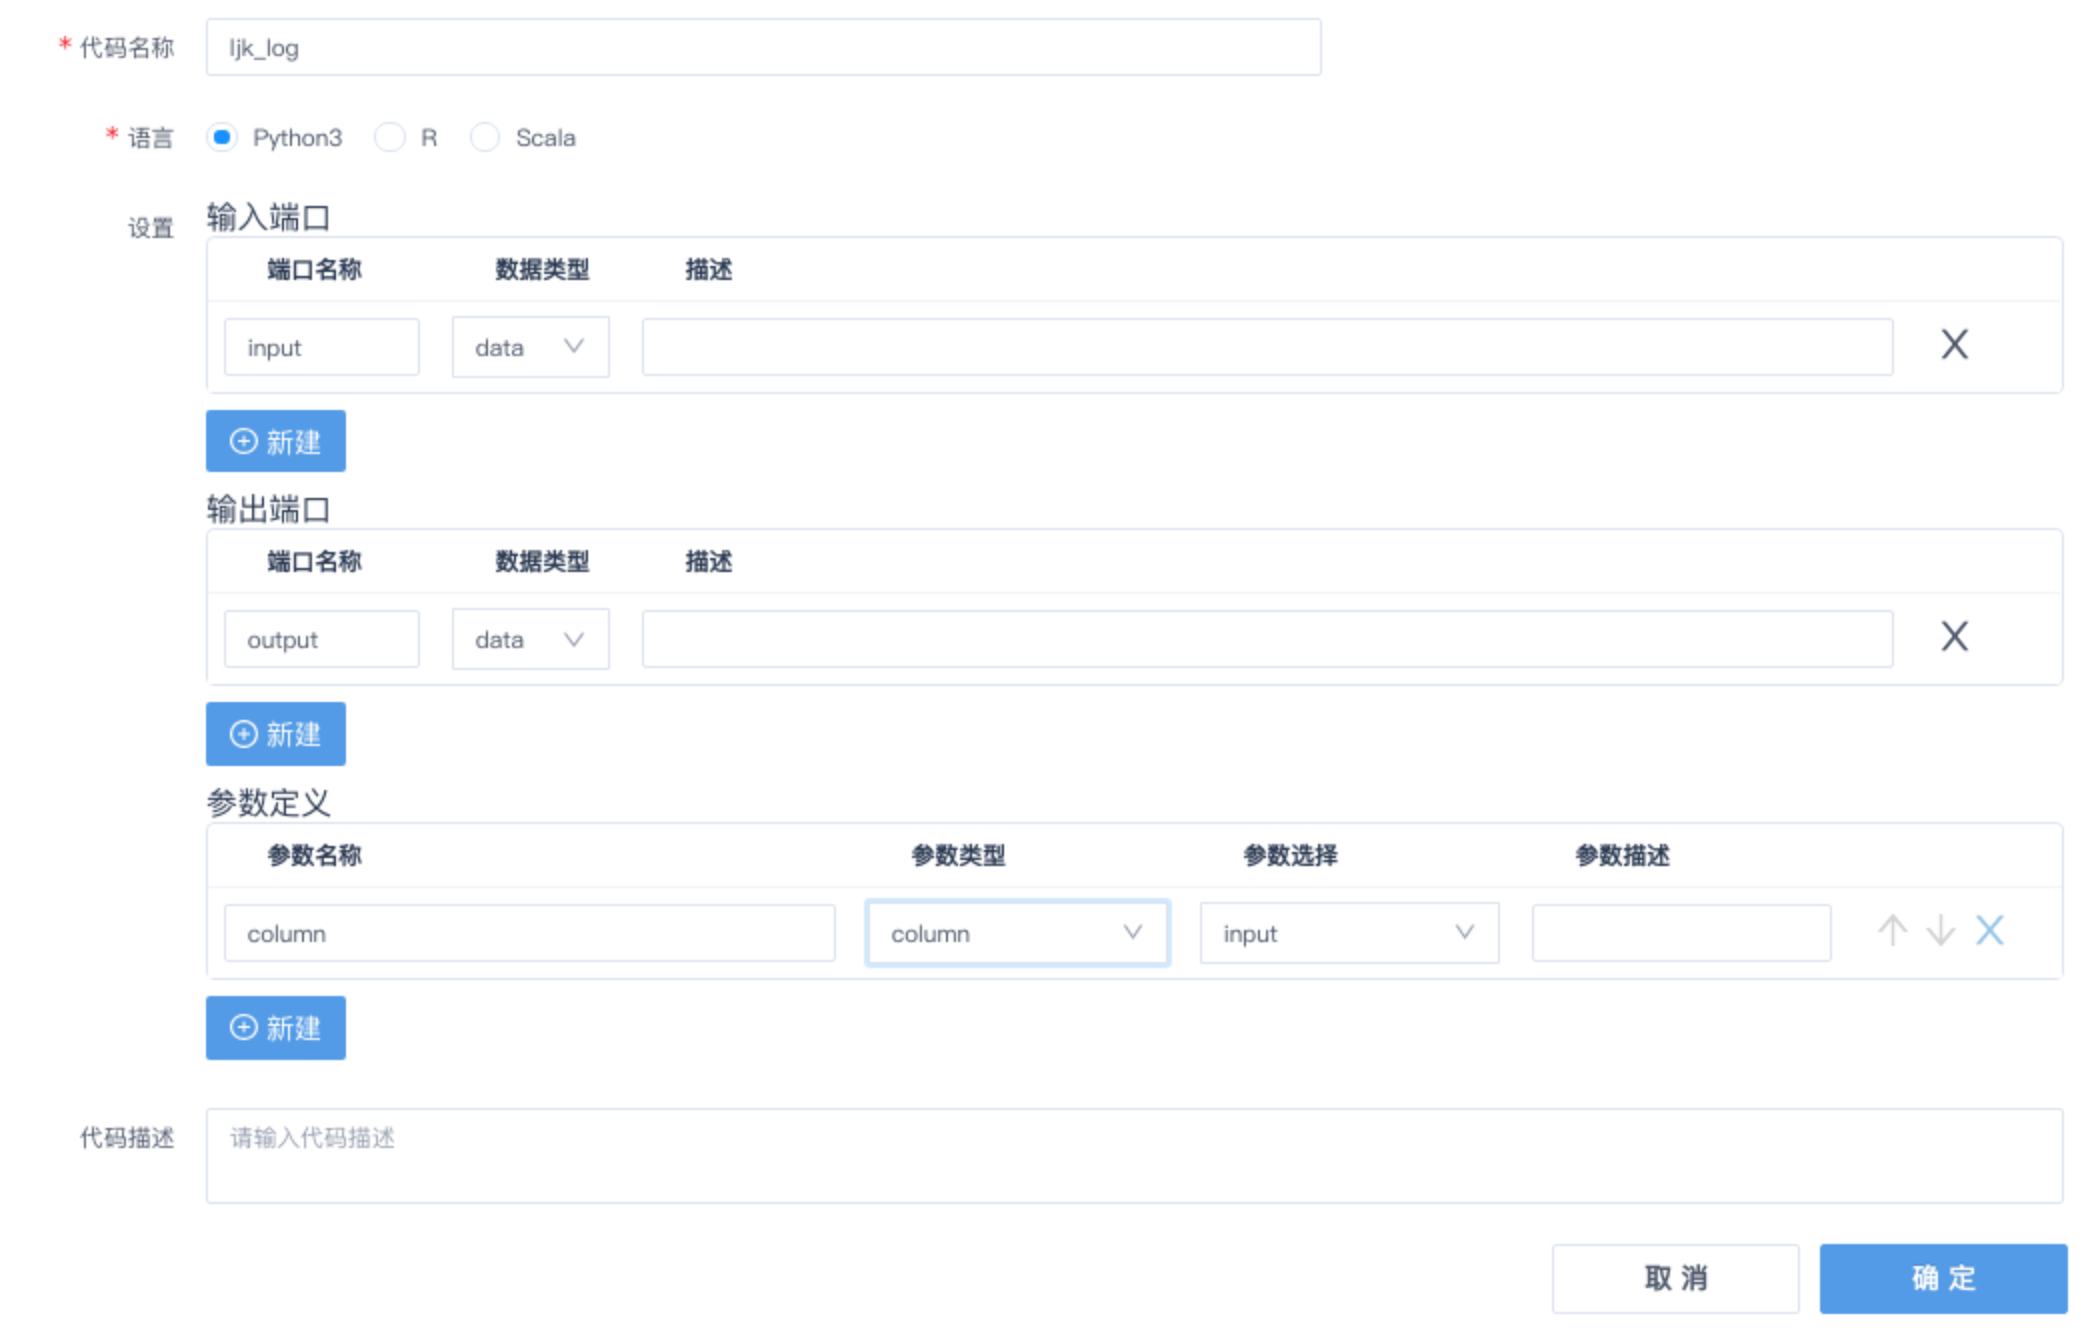 * 代码名称 ljk_log
* 语言 Python3 R Scala
设置 输入端口
端口名称 数据类型 描述
input data X
新建
输出端口
端口名称 数据类型 描述
output data X
新建
参数定义
参数名称 参数类型 参数选择 参数描述
column column input X
新建
代码描述 请输入代码描述
取 消 确 定